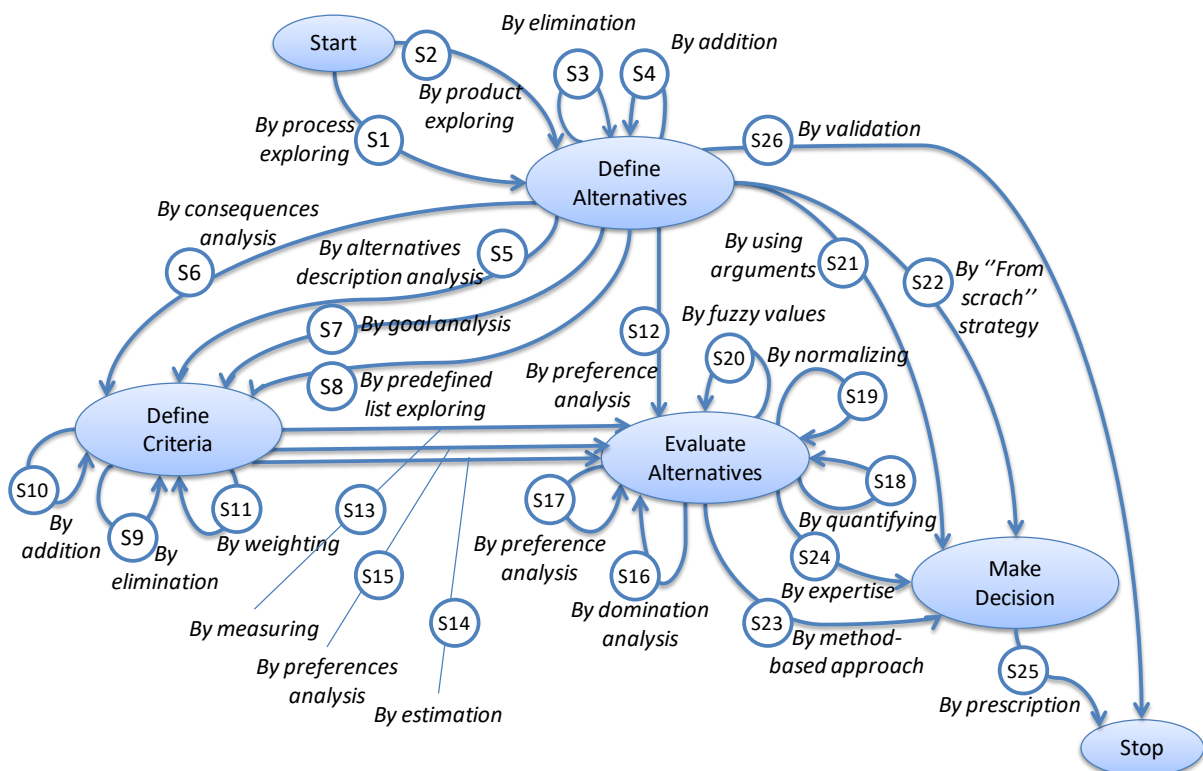 Start
S2
By elimination
S3
By addition
S4
By product
exploring
By process
exploring
S1
Define
Alternatives
S26
By validation
By consequences
analysis
S6
By alternatives
description analysis
S5
By using
arguments
S21
S22
By ‘’From
scrach’’
strategy
S7
By goal analysis
S12
By fuzzy values
S20
By normalizing
S19
S8
By predefined
list exploring
By preference
analysis
Define
Criteria
Evaluate
Alternatives
S10
By
addition
S9
By
elimination
S11
By weighting
S13
S15
S14
By measuring
By preferences
analysis
By estimation
S17
By preference
analysis
S16
By domination
analysis
S18
By quantifying
S24
By expertise
S23
By method-
based approach
Make
Decision
S25
By prescription
Stop